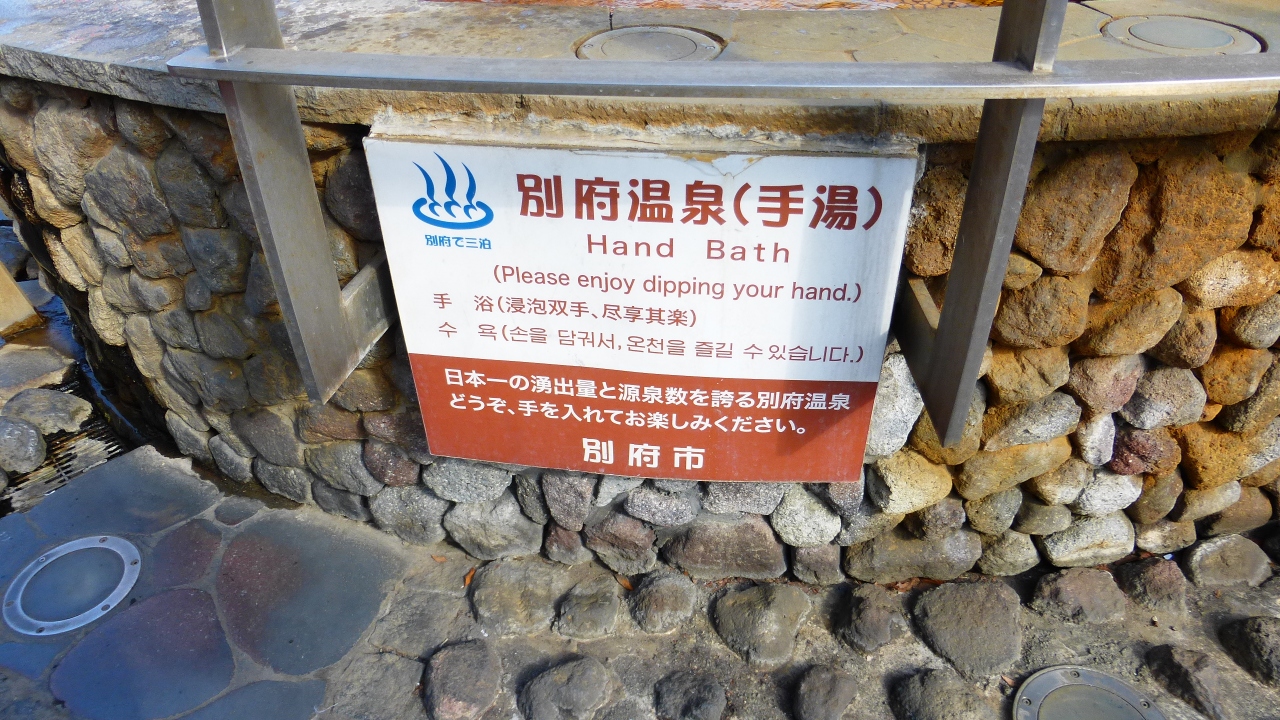 別府で三泊
別府温泉(手湯)
Hand Bath
(Please enjoy dipping your hand.)
手 浴(浸泡双手、尽享其楽)
수 욕(손을 담궈서, 온천을 즐길 수 있습니다.)
日本一の湧出量と源泉数を誇る別府温泉
どうぞ、手を入れてお楽しみください。
別府市